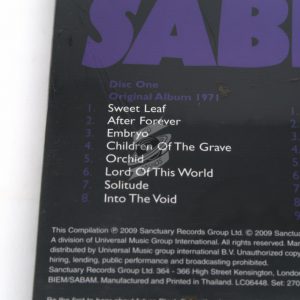 SAB
Disc One
Original Album 1971
1. Sweet Leaf
2. After Forever
3. Embryo
4. Children Of The Grave
5. Orchid
6. Lord Of This World
7. Solitude
8. Into The Void
This Compilation ℗ 2009 Sanctuary Records Group Ltd. © 2009 San
A division of Universal Music Group International. All rights reserved. Man
distributed by Universal Music group International B.V. Unauthorized copy
hiring, lending, public performance and broadcasting prohibited.
Sanctuary Records Group Ltd. 364 - 366 High Street Kensington, London
BIEM/SABAM. Manufactured and Printed in Thailand. LC06448. Set: 270